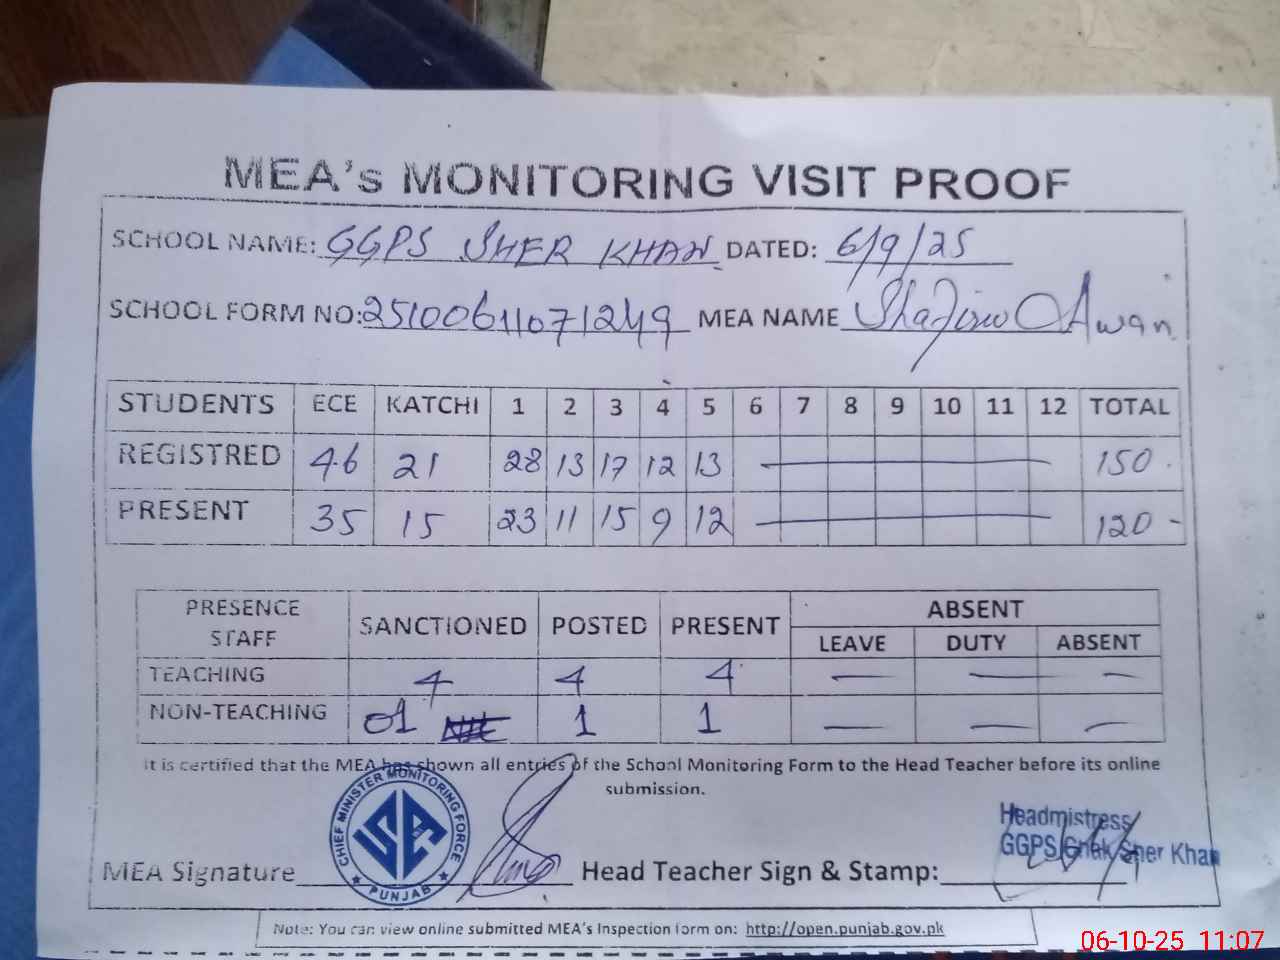 MEA's MONITORING VISIT PROOF
SCHOOL NAME: GGPS SHER KHAN DATED: 6/9/25
SCHOOL FORM NO: 2510061107124449 MEA NAME Awan
STUDENTS ECE KATCHI 1 2 3 4 5 6 7 8 9 10 11 12 TOTAL
REGISTRED 46 21 28 13 17 12 13 150
PRESENT 35 15 23 11 15 9 12 120
PRESENCE STAFF SANCTIONED POSTED PRESENT ABSENT
LEAVE DUTY ABSENT
TEACHING 4 4 4 — — —
NON-TEACHING 01 1 1 — — —
It is certified that the MEA has shown all entries of the School Monitoring Form to the Head Teacher before its online
submission.
CHIEF MINISTER MONITORING FORCE
PUNJAB
Headmistress
GGPS Chak Sher Khan
MEA Signature Head Teacher Sign & Stamp:
Note: You can view online submitted MEA's Inspection form on: http://open.punjab.gov.pk
06-10-25 11:07